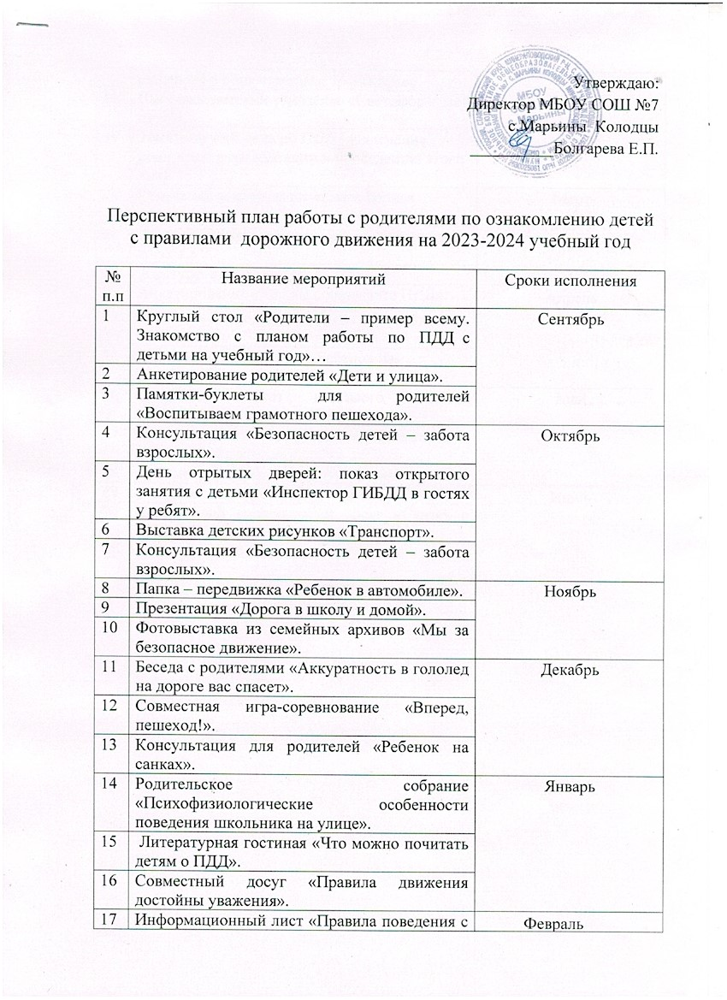 Утверждаю:
Директор МБОУ СОШ №7
с.Марьины Колодцы
__________ Болгарева Е.П.
Перспективный план работы с родителями по ознакомлению детей
с правилами дорожного движения на 2023-2024 учебный год
№ Название мероприятий Сроки исполнения
п.п
1 Круглый стол «Родители – пример всему. Сентябрь
Знакомство с планом работы по ПДД с
детьми на учебный год»…
2 Анкетирование родителей «Дети и улица».
3 Памятки-буклеты для родителей
«Воспитываем грамотного пешехода».
4 Консультация «Безопасность детей – забота Октябрь
взрослых».
5 День отрытых дверей: показ открытого
занятия с детьми «Инспектор ГИБДД в гостях
у ребят».
6 Выставка детских рисунков «Транспорт».
7 Консультация «Безопасность детей – забота
взрослых».
8 Папка – передвижка «Ребенок в автомобиле». Ноябрь
9 Презентация «Дорога в школу и домой».
10 Фотовыставка из семейных архивов «Мы за
безопасное движение».
11 Беседа с родителями «Аккуратность в гололед Декабрь
на дороге вас спасет».
12 Совместная игра-соревнование «Вперед,
пешеход!».
13 Консультация для родителей «Ребенок на
санках».
14 Родительское собрание Январь
«Психофизиологические особенности
поведения школьника на улице».
15 Литературная гостиная «Что можно почитать
детям о ПДД».
16 Совместный досуг «Правила движения
достойны уважения».
17 Информационный лист «Правила поведения с Февраль